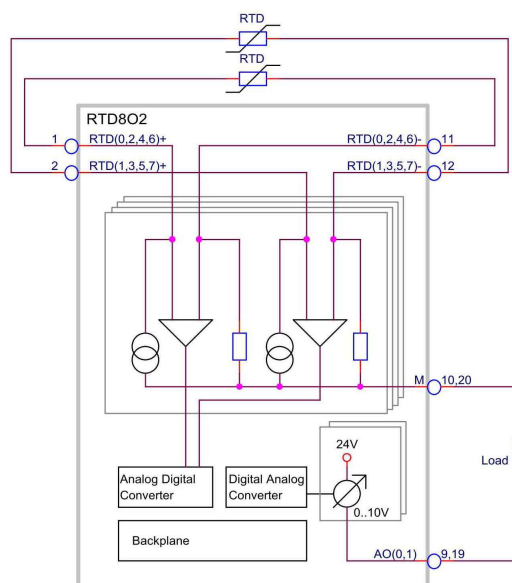 RTD
RTD
RTD8O2
1 RTD(0,2,4,6)+ RTD(0,2,4,6)- 11
2 RTD(1,3,5,7)+ RTD(1,3,5,7)- 12
M 10,20
24V
Load
Analog Digital
Converter
Digital Analog
Converter
0..10V
Backplane
AO(0,1) 9,19